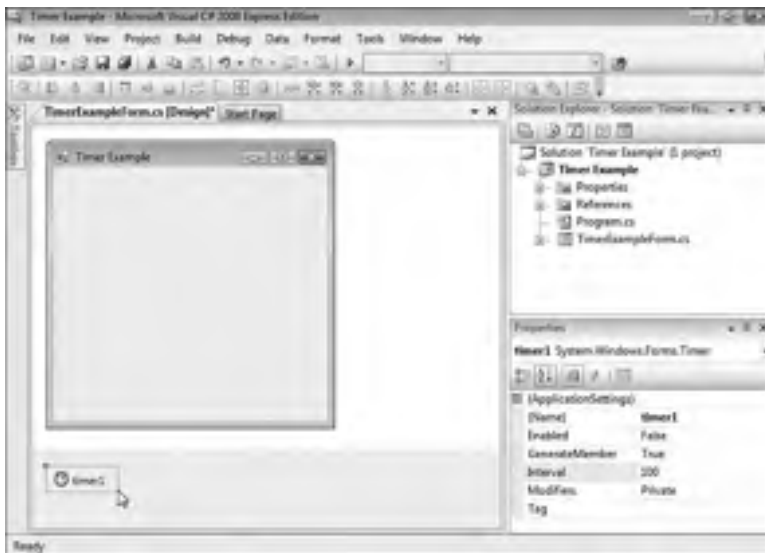 Timer Example - Microsoft Visual C# 2008 Express Edition
File Edit View Project Build Debug Data Format Tools Window Help
Toolbox
TimerExampleForm.cs [Design]* Start Page
Timer Example
timer1
Solution Explorer - Solution 'Timer Exa...
Solution 'Timer Example' (1 project)
Timer Example
Properties
References
Program.cs
TimerExampleForm.cs
Properties
timer1 System.Windows.Forms.Timer
(ApplicationSettings)
(Name) timer1
Enabled False
GenerateMember True
Interval 100
Modifiers Private
Tag
Ready